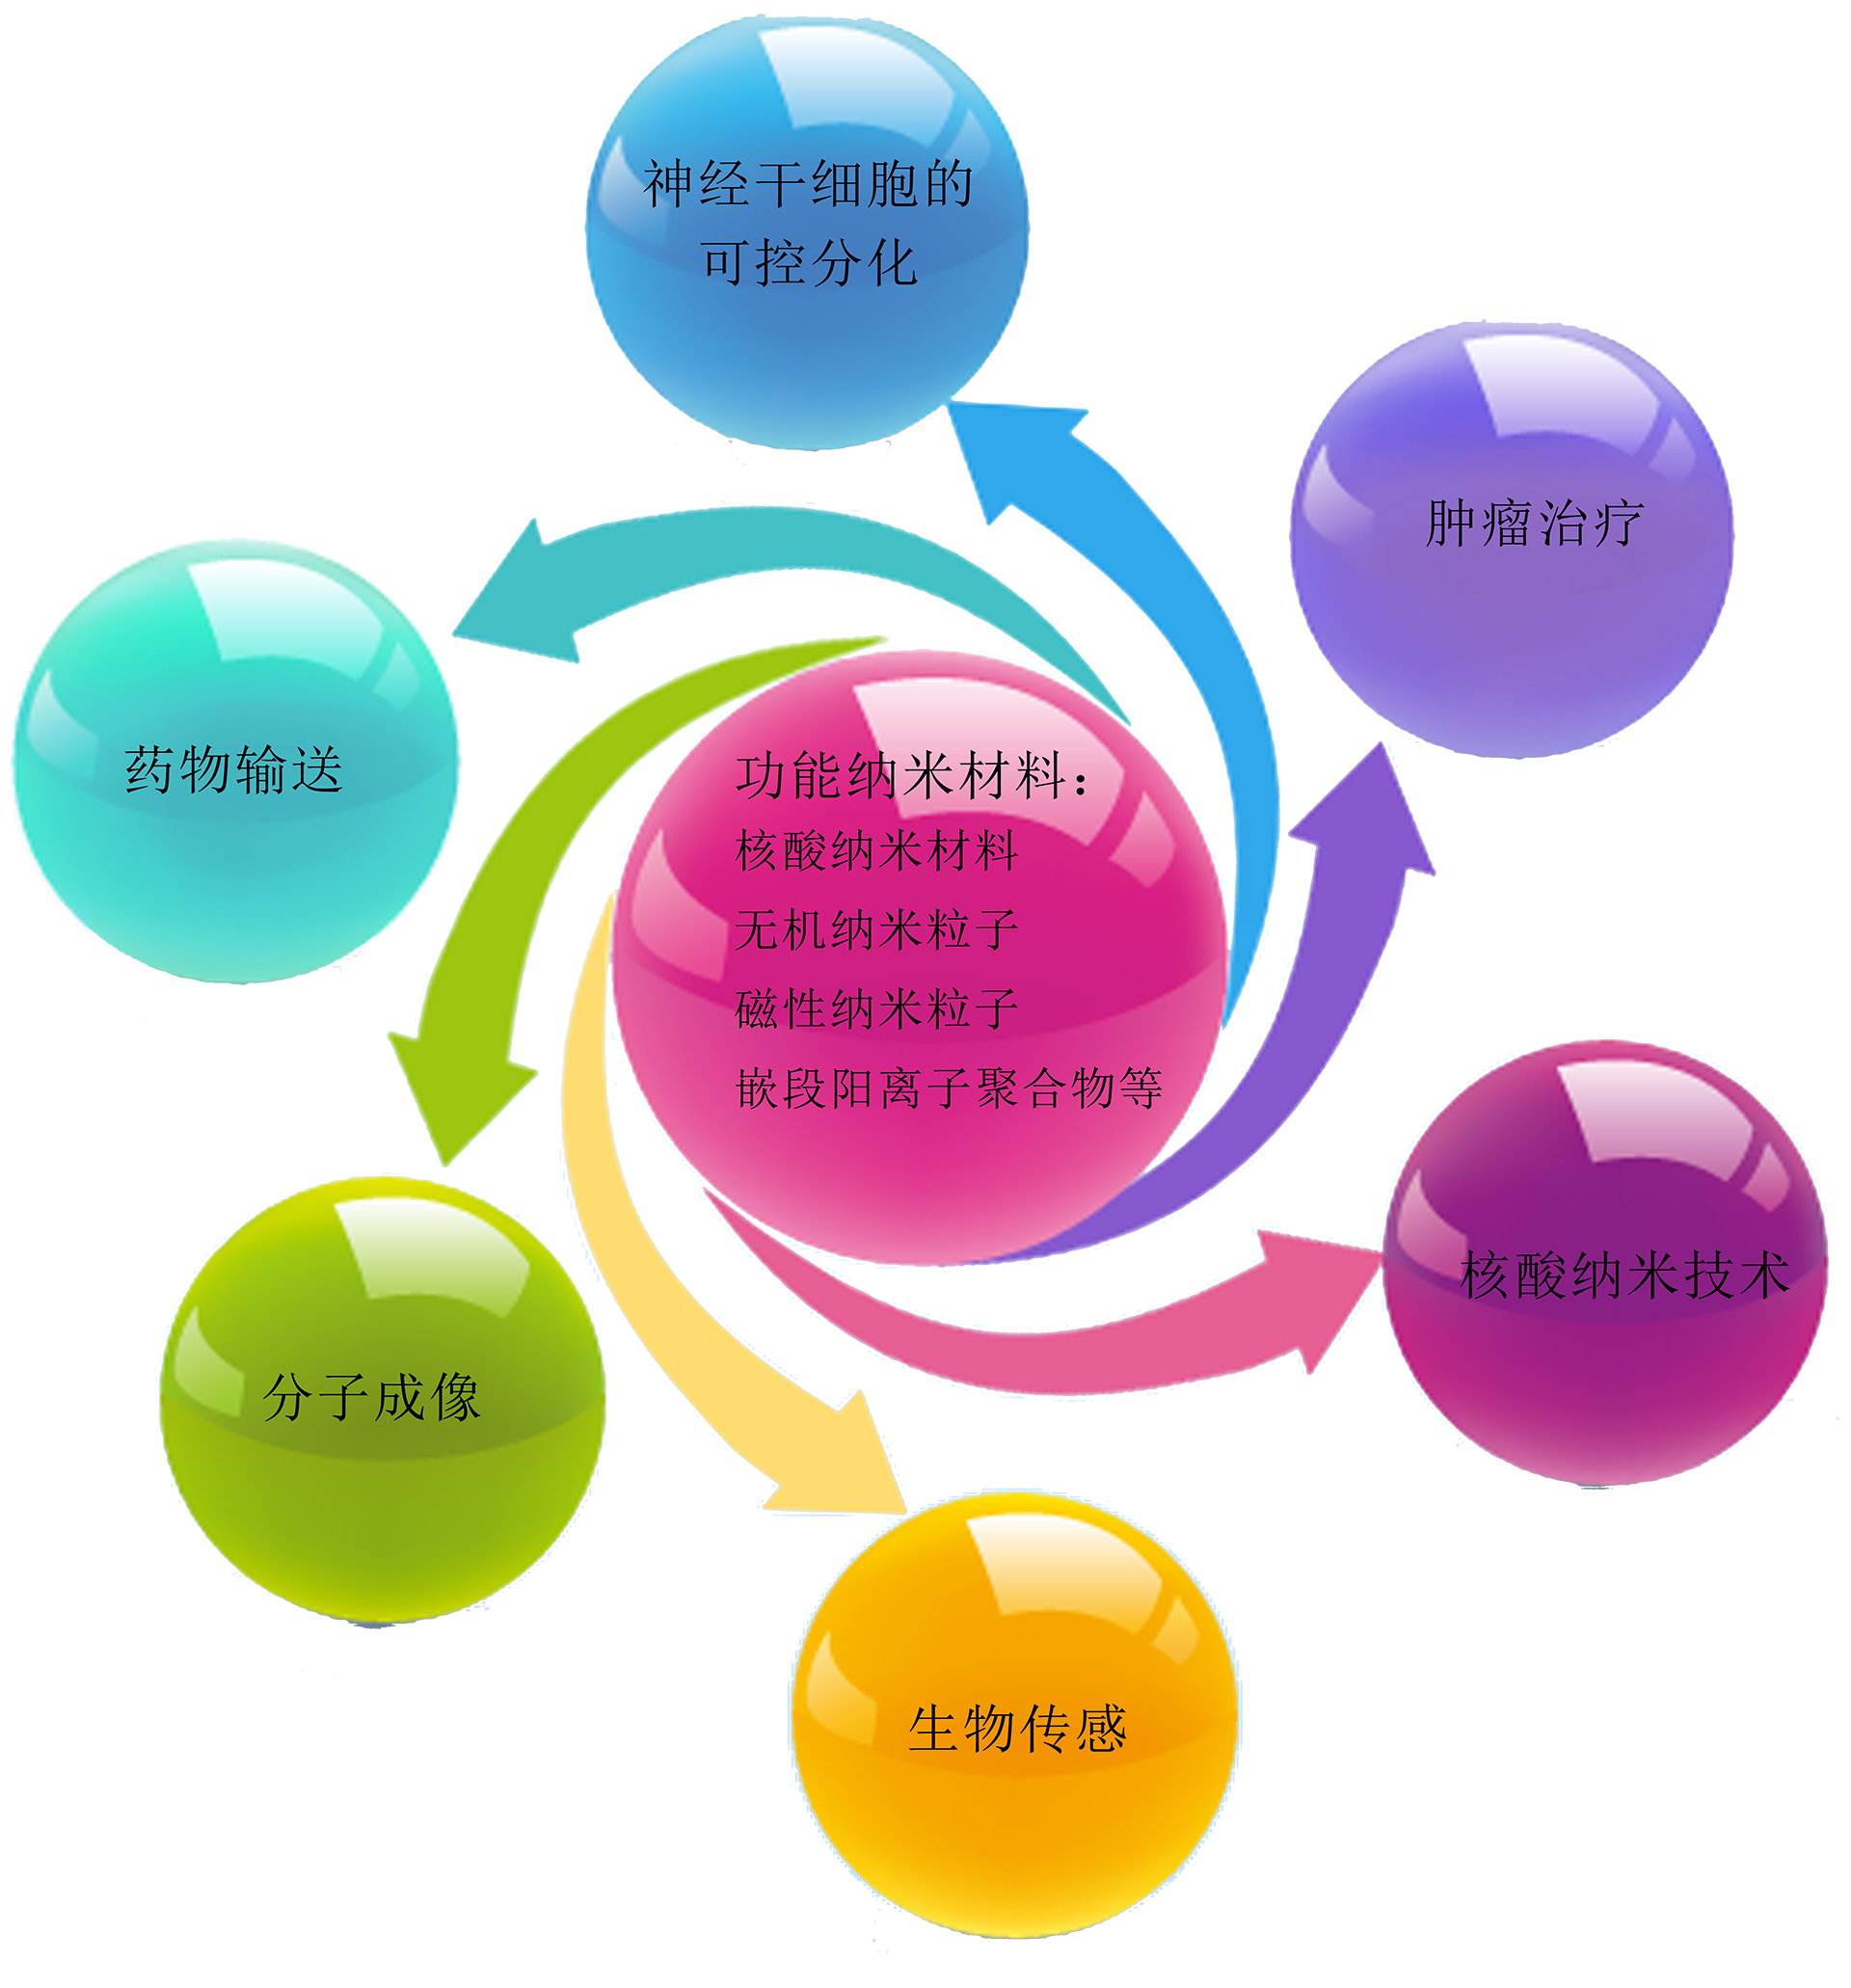 神经干细胞的
可控分化
肿瘤治疗
药物输送
功能纳米材料：
核酸纳米材料
无机纳米粒子
磁性纳米粒子
嵌段阳离子聚合物等
核酸纳米技术
分子成像
生物传感